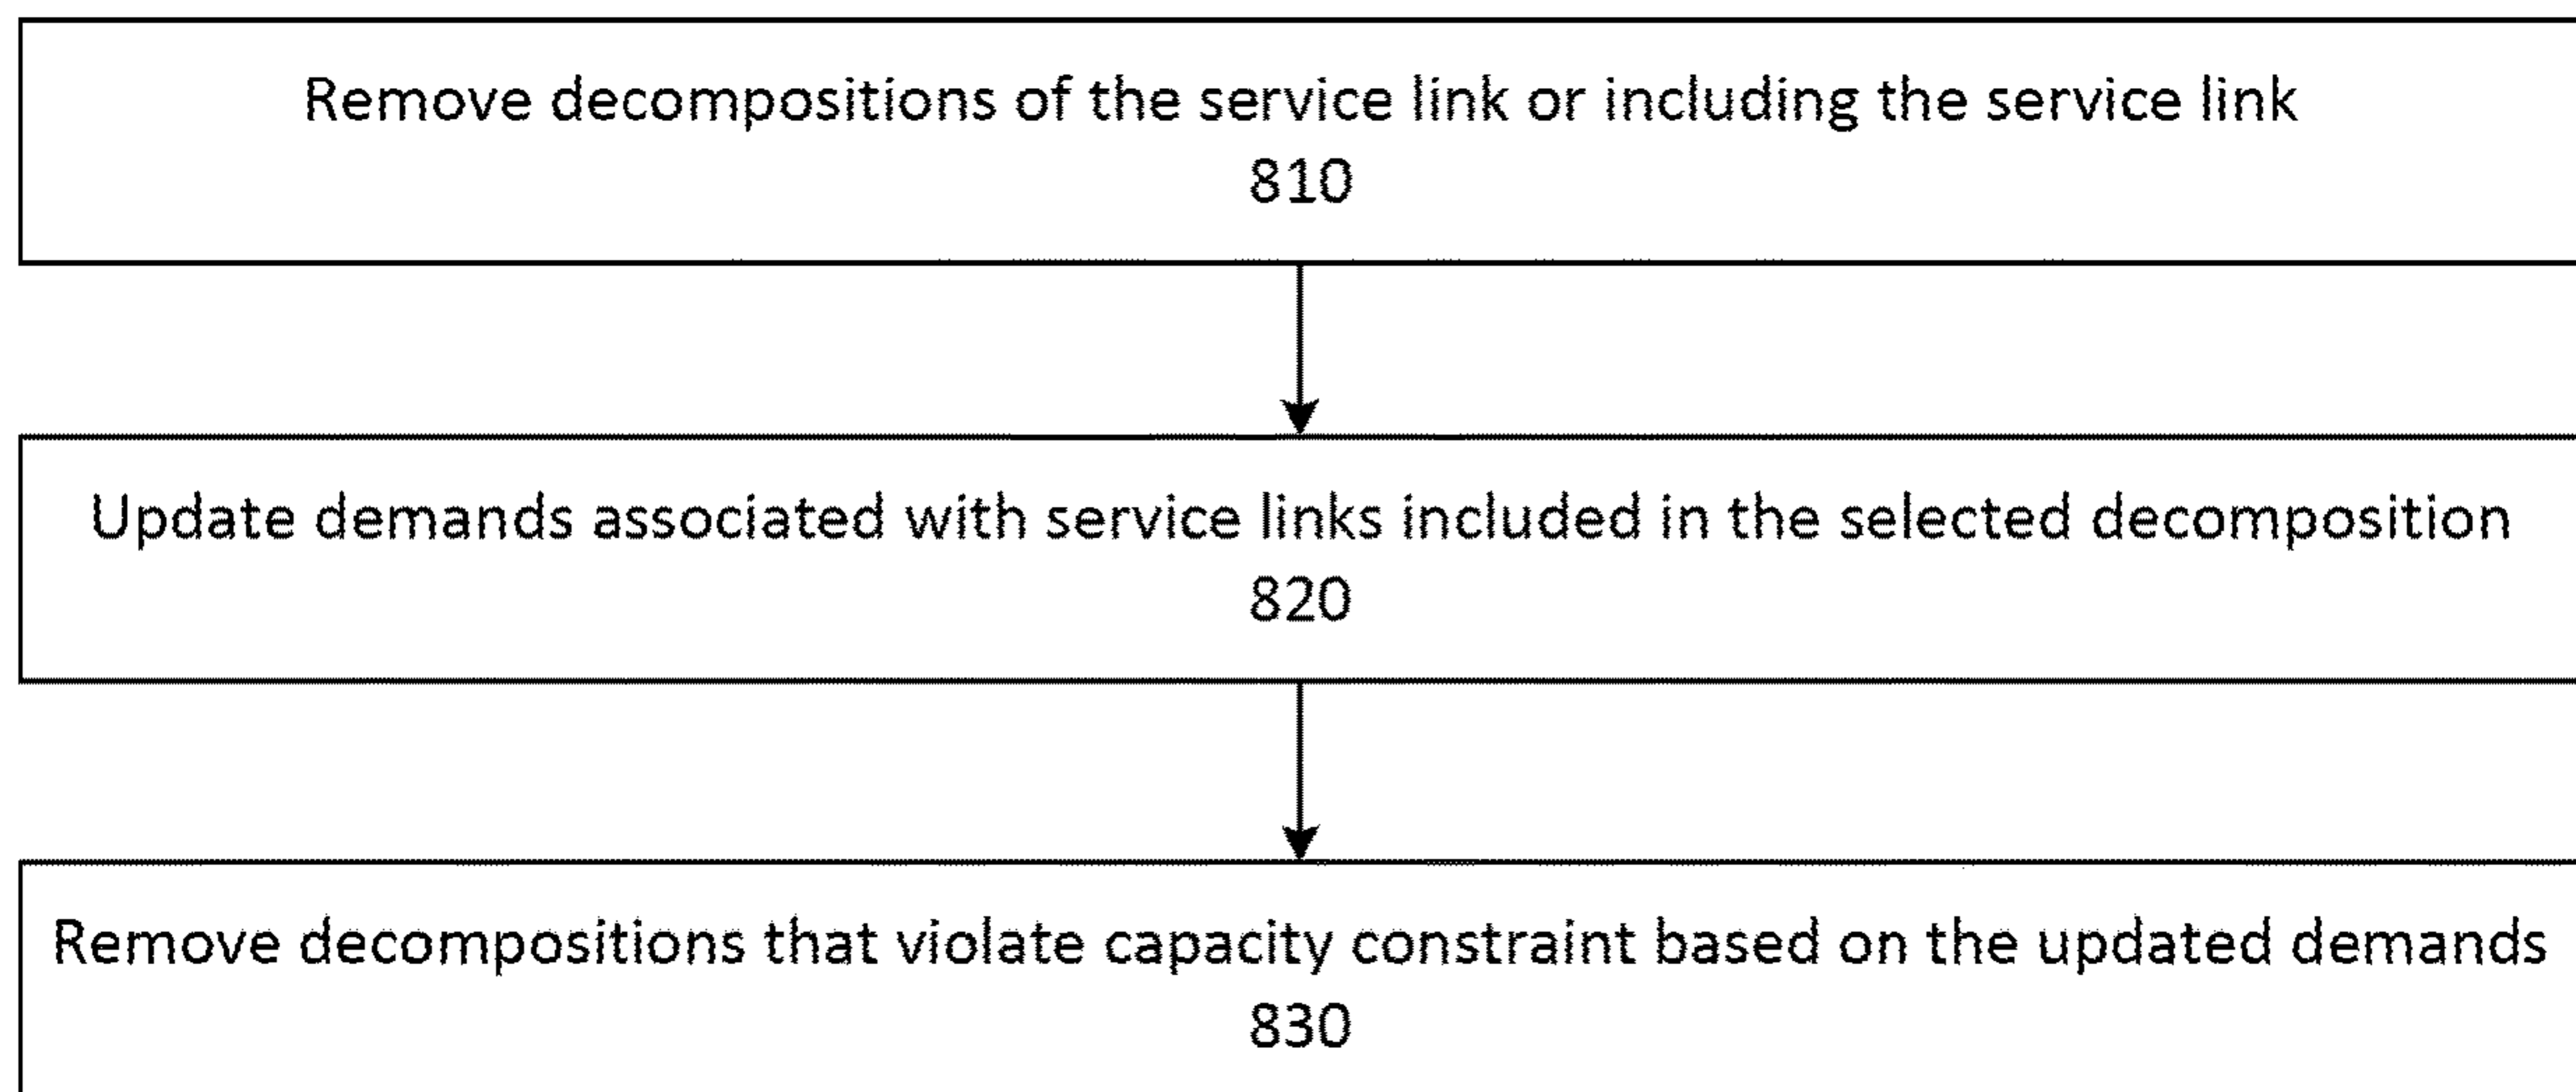 Remove decompositions of the service link or including the service link
810
Update demands associated with service links included in the selected decomposition
820
Remove decompositions that violate capacity constraint based on the updated demands
830